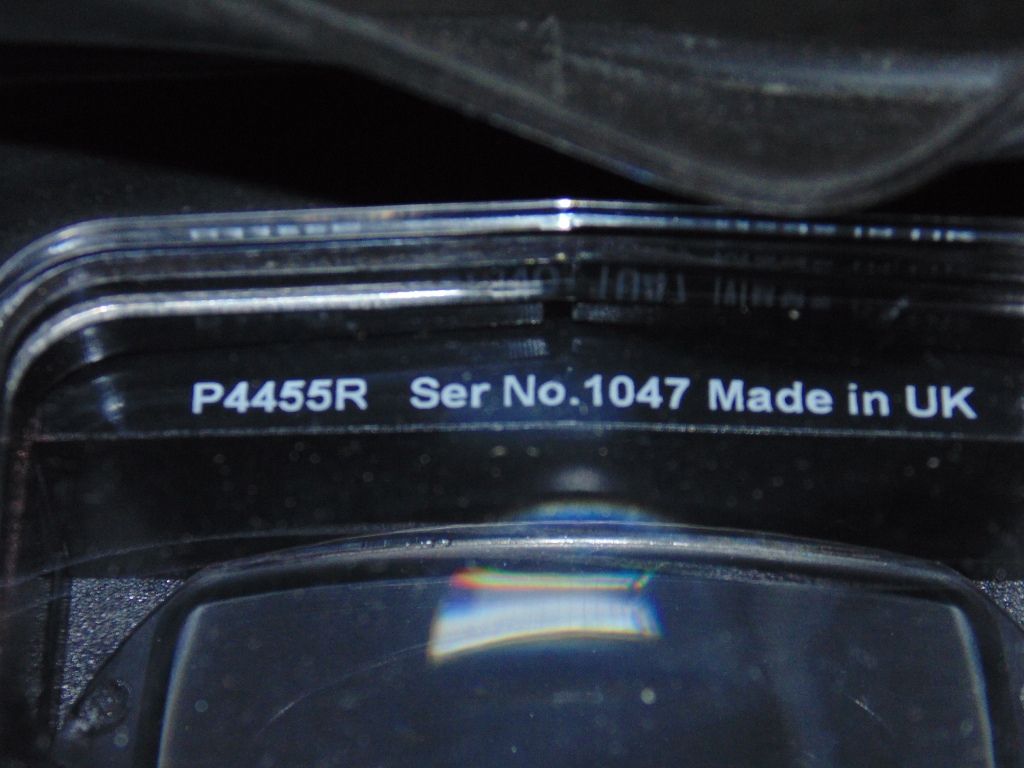 P4455R Ser No.1047 Made in UK